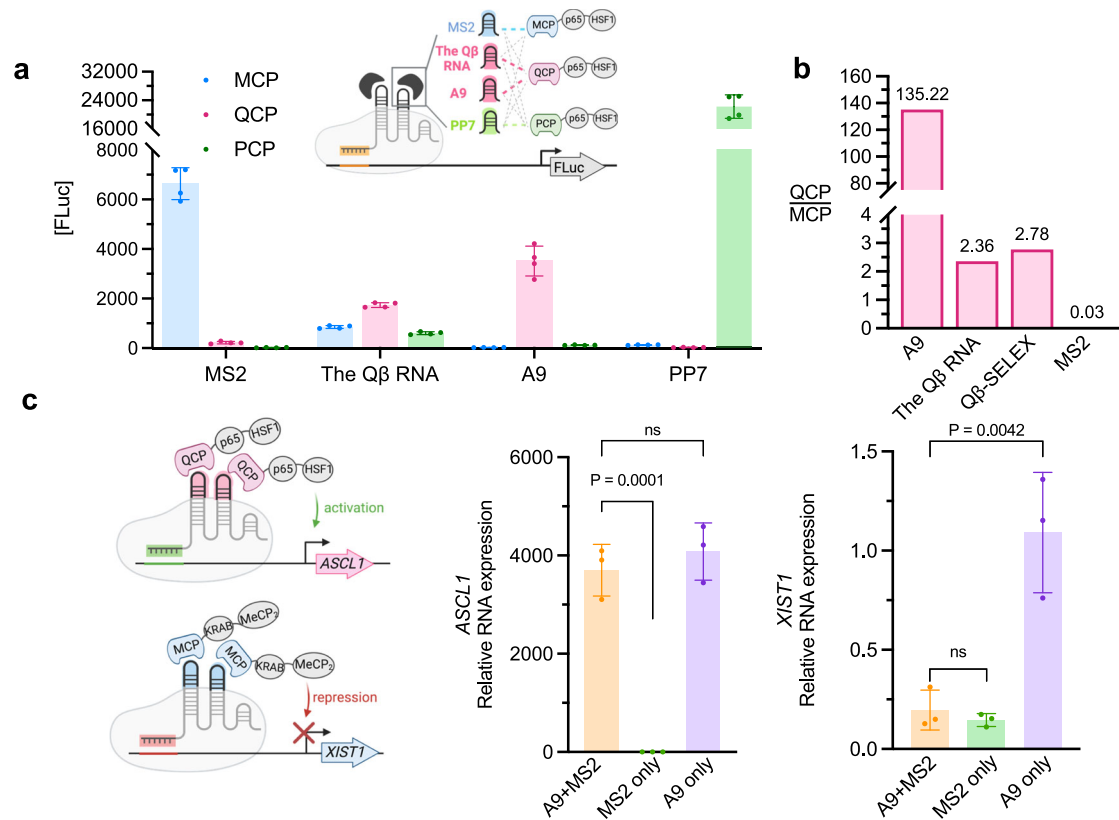 a
32000
24000
16000
8000
6000
4000
2000
0
[FLuc]
MCP
QCP
PCP
MS2
The Qβ RNA
A9
PP7
MS2
The Qβ
RNA
A9
PP7
MCP
p65
HSF1
QCP
p65
HSF1
PCP
p65
HSF1
FLuc
b
160
140
120
100
80
4
3
2
1
0
QCP
MCP
135.22
2.36
2.78
0.03
A9
The Qβ RNA
Qβ-SELEX
MS2
c
QCP
p65
HSF1
QCP
p65
HSF1
activation
ASCL1
MCP
KRAB
MeCP2
MCP
KRAB
MeCP2
repression
XIST1
ASCL1
Relative RNA expression
6000
4000
2000
0
ns
P = 0.0001
A9+MS2
MS2 only
A9 only
XIST1
Relative RNA expression
1.5
1.0
0.5
0.0
P = 0.0042
ns
A9+MS2
MS2 only
A9 only